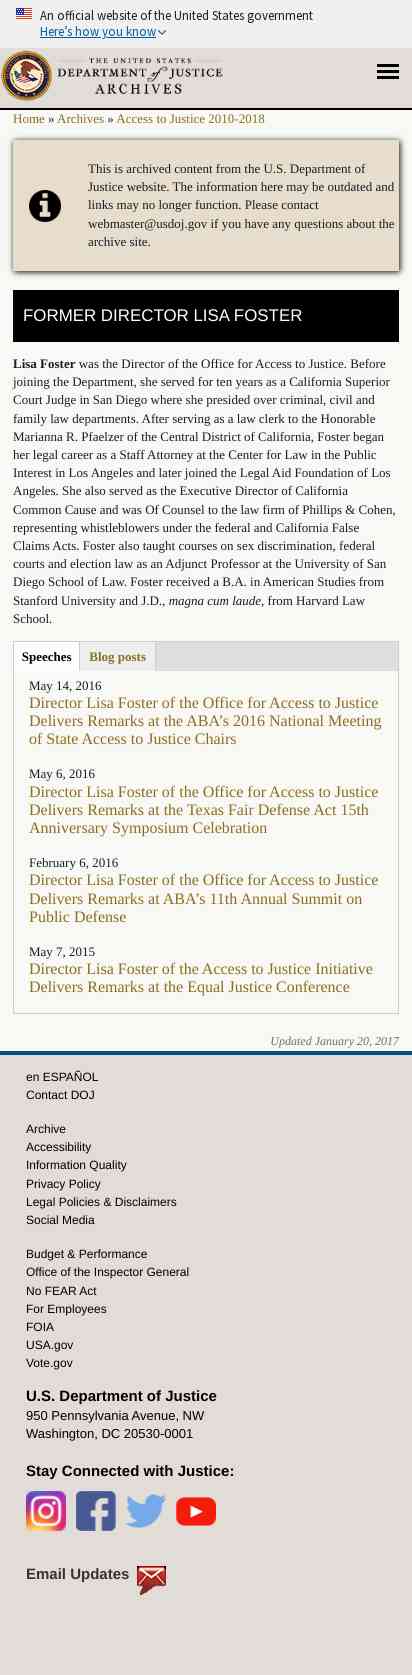 An official website of the United States government
Here's how you know
THE UNITED STATES
DEPARTMENT of JUSTICE
ARCHIVES
Home » Archives » Access to Justice 2010-2018
This is archived content from the U.S. Department of
Justice website. The information here may be outdated and
links may no longer function. Please contact
webmaster@usdoj.gov if you have any questions about the
archive site.
FORMER DIRECTOR LISA FOSTER
Lisa Foster was the Director of the Office for Access to Justice. Before
joining the Department, she served for ten years as a California Superior
Court Judge in San Diego where she presided over criminal, civil and
family law departments. After serving as a law clerk to the Honorable
Marianna R. Pfaelzer of the Central District of California, Foster began
her legal career as a Staff Attorney at the Center for Law in the Public
Interest in Los Angeles and later joined the Legal Aid Foundation of Los
Angeles. She also served as the Executive Director of California
Common Cause and was Of Counsel to the law firm of Phillips & Cohen,
representing whistleblowers under the federal and California False
Claims Acts. Foster also taught courses on sex discrimination, federal
courts and election law as an Adjunct Professor at the University of San
Diego School of Law. Foster received a B.A. in American Studies from
Stanford University and J.D., magna cum laude, from Harvard Law
School.
Speeches Blog posts
May 14, 2016
Director Lisa Foster of the Office for Access to Justice
Delivers Remarks at the ABA's 2016 National Meeting
of State Access to Justice Chairs
May 6, 2016
Director Lisa Foster of the Office for Access to Justice
Delivers Remarks at the Texas Fair Defense Act 15th
Anniversary Symposium Celebration
February 6, 2016
Director Lisa Foster of the Office for Access to Justice
Delivers Remarks at ABA's 11th Annual Summit on
Public Defense
May 7, 2015
Director Lisa Foster of the Access to Justice Initiative
Delivers Remarks at the Equal Justice Conference
Updated January 20, 2017
en ESPAÑOL
Contact DOJ
Archive
Accessibility
Information Quality
Privacy Policy
Legal Policies & Disclaimers
Social Media
Budget & Performance
Office of the Inspector General
No FEAR Act
For Employees
FOIA
USA.gov
Vote.gov
U.S. Department of Justice
950 Pennsylvania Avenue, NW
Washington, DC 20530-0001
Stay Connected with Justice:
Email Updates